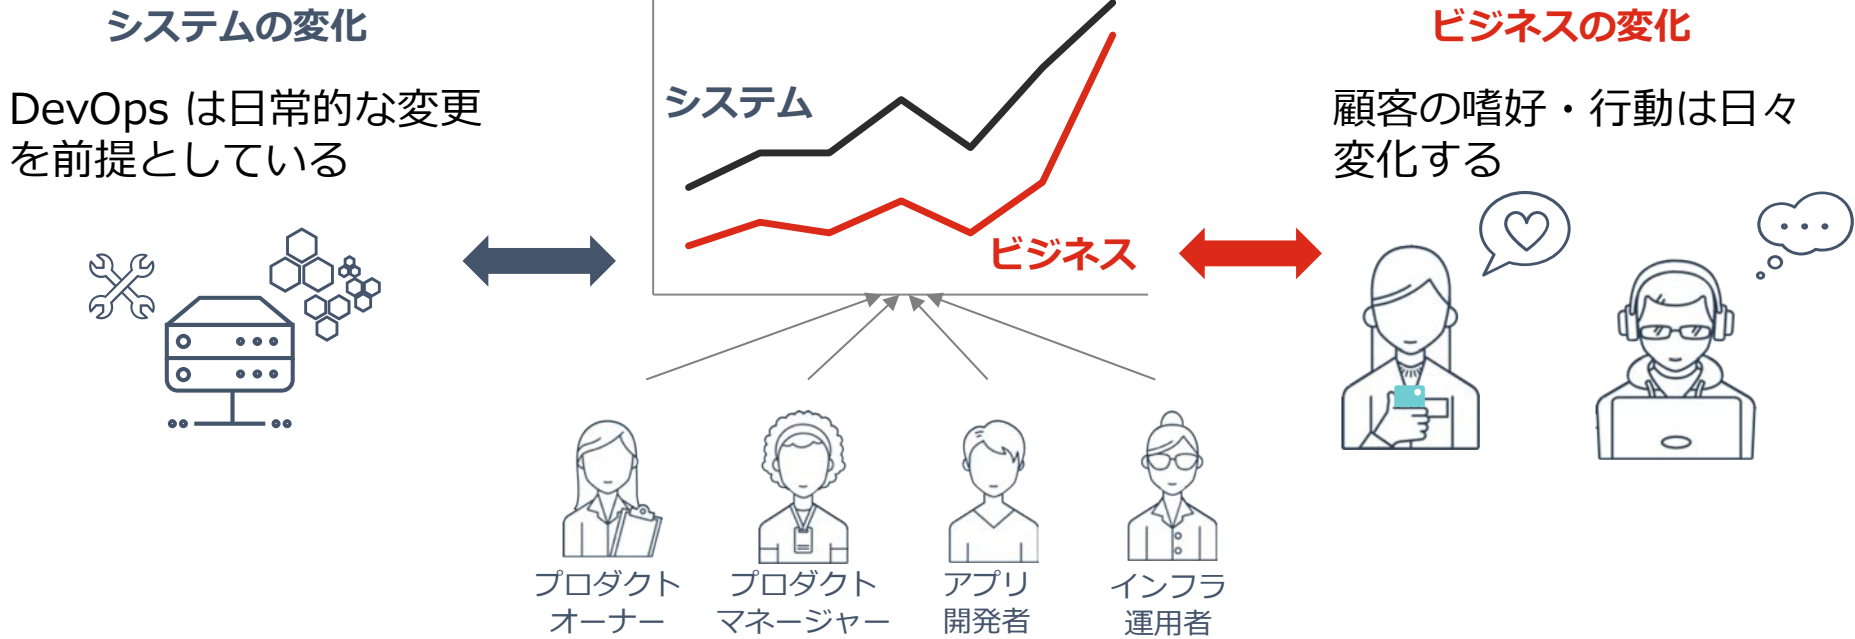 システムの変化
DevOps は日常的な変更
を前提としている
システム
ビジネス
ビジネスの変化
顧客の嗜好・行動は日々
変化する
プロダクト
オーナー
プロダクト
マネージャー
アプリ
開発者
インフラ
運用者